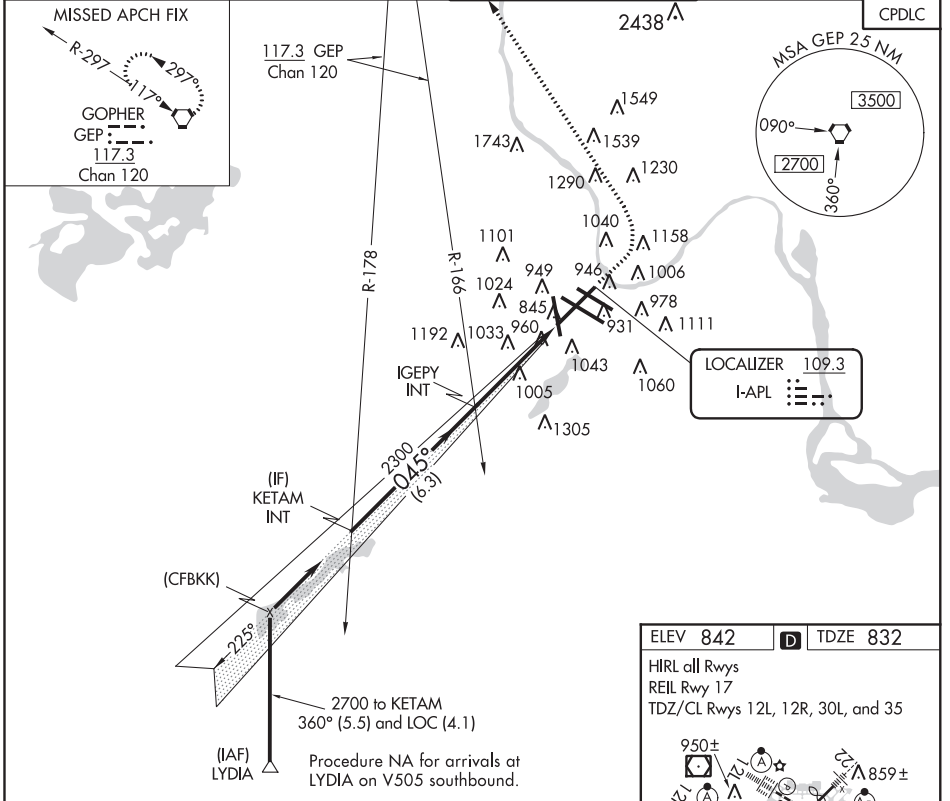 MISSED APCH FIX
R-297
297°
117°
GOPHER
GEP
117.3
Chan 120
117.3 GEP
Chan 120
2438
CPDLC
MSA GEP 25 NM
3500
090°
2700
360°
1549
1743
1539
1290
1230
1040
1158
1101
R-178
R-166
949
946
1006
1024
845
978
931
1111
1192
1033
960
1043
1060
IGEPY
INT
1005
LOCALIZER 109.3
I-APL
1305
2300
045°
(6.3)
(IF)
KETAM
INT
(CFBKK)
225°
2700 to KETAM
360° (5.5) and LOC (4.1)
(IAF)
LYDIA
Procedure NA for arrivals at
LYDIA on V505 southbound.
ELEV 842 D TDZE 832
HIRL all Rwys
REIL Rwy 17
TDZ/CL Rwys 12L, 12R, 30L, and 35
950±
A
12L
22
859±
A